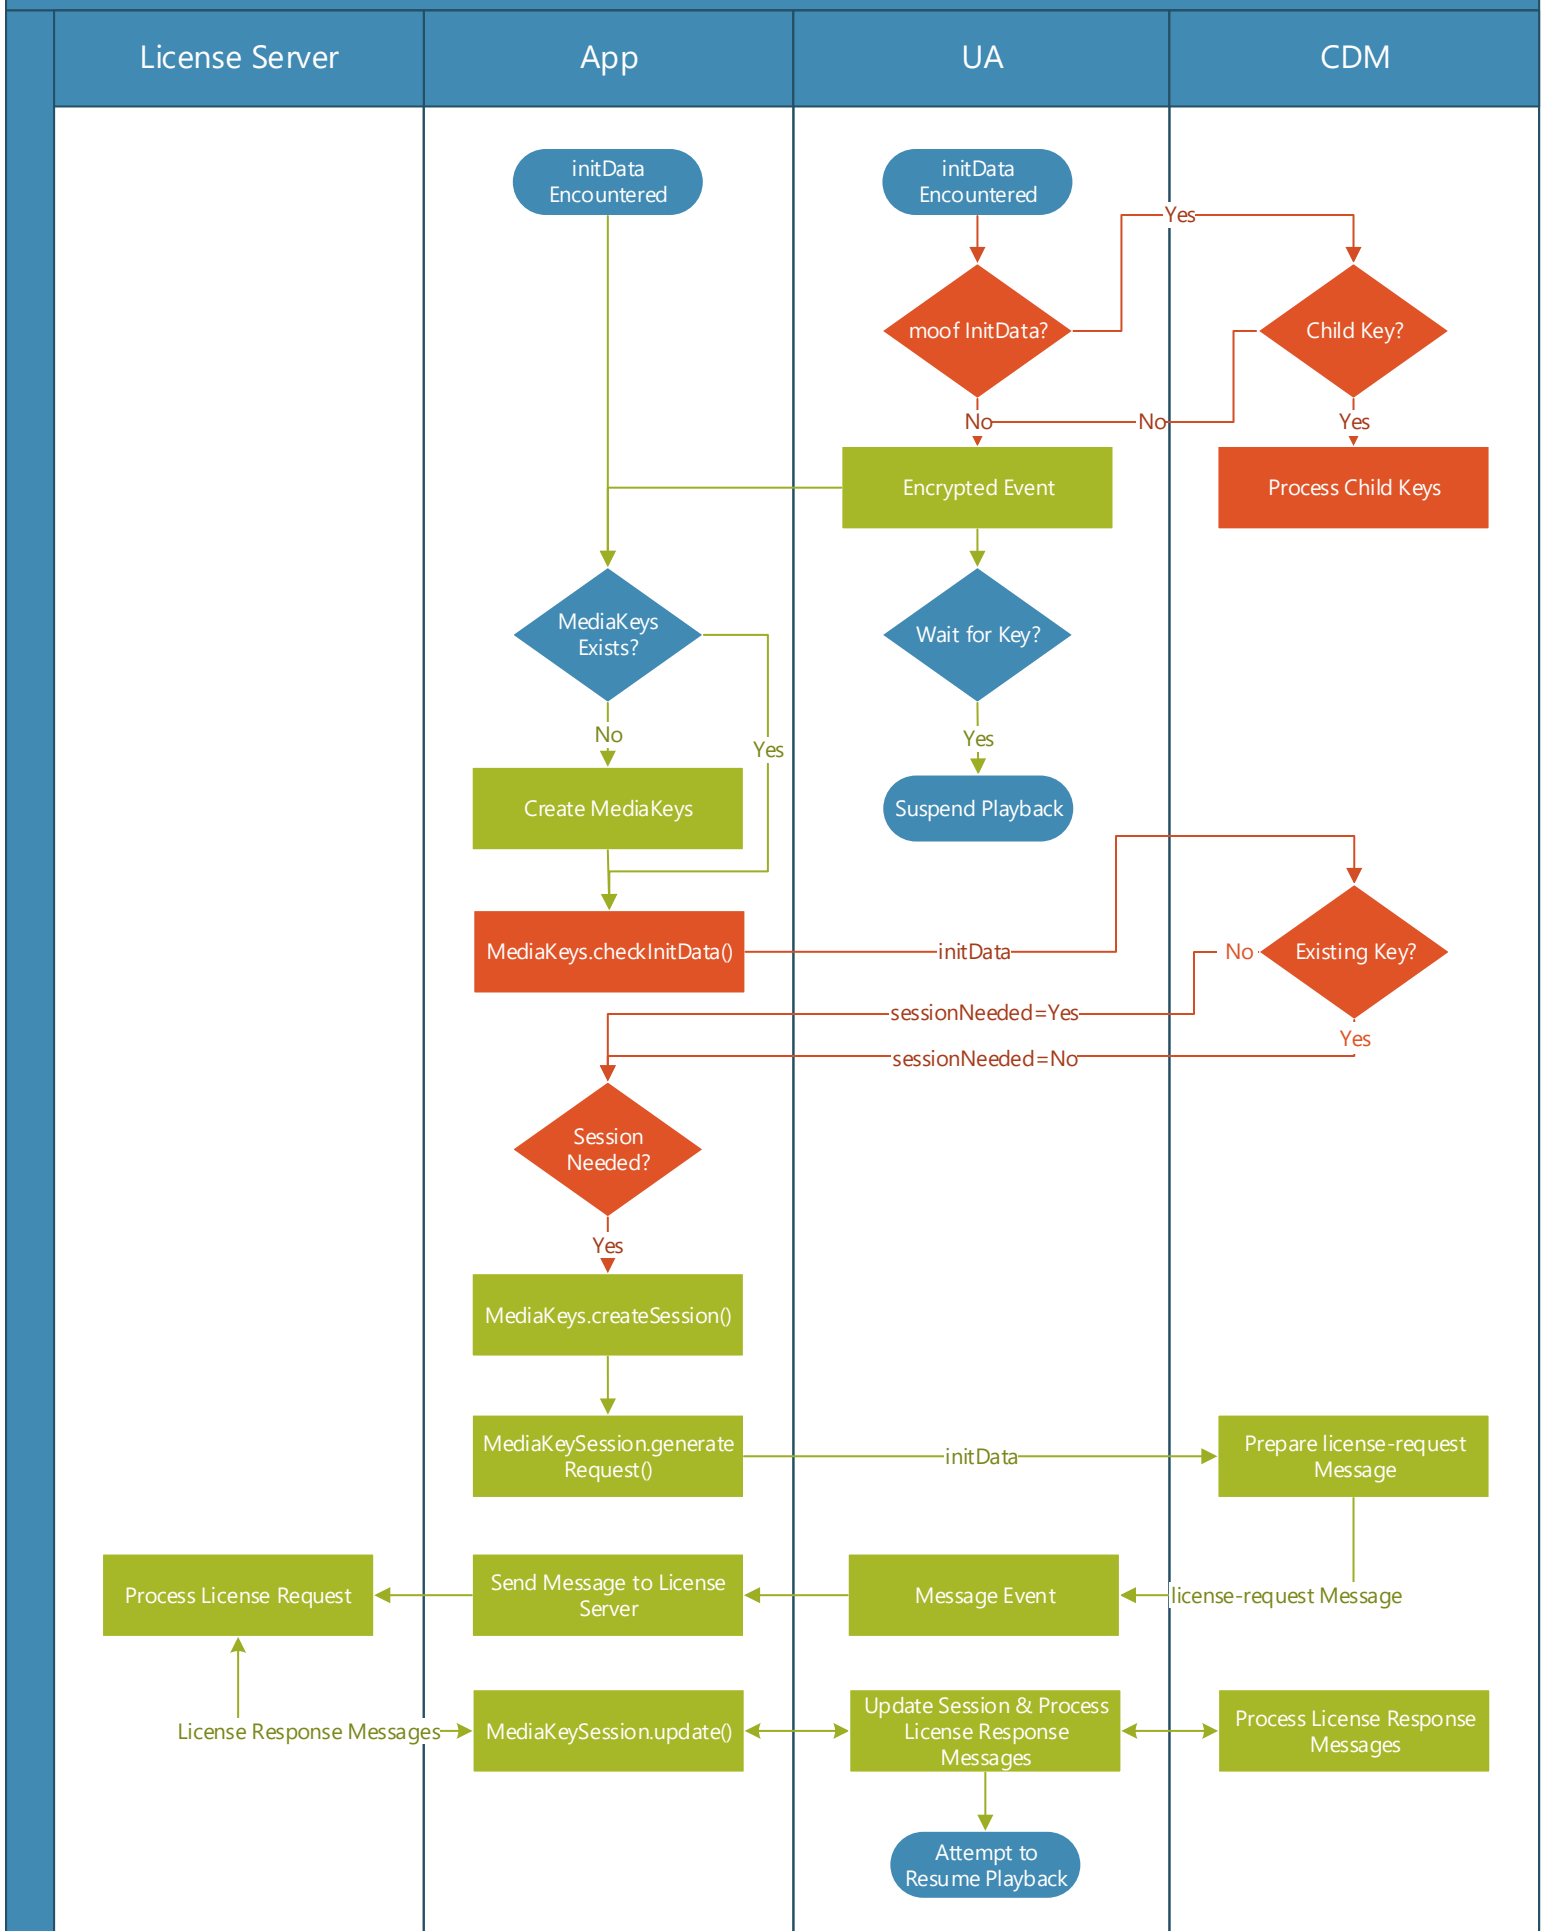 License Server
App
UA
CDM
initData
Encountered
initData
Encountered
Yes
moof InitData?
Child Key?
No
No
Yes
Encrypted Event
Process Child Keys
MediaKeys
Exists?
Wait for Key?
No
Yes
Yes
Create MediaKeys
Suspend Playback
MediaKeys.checkInitData()
initData
No
Existing Key?
sessionNeeded=Yes
Yes
sessionNeeded=No
Session
Needed?
Yes
MediaKeys.createSession()
MediaKeySession.generate
Request()
initData
Prepare license-request
Message
Process License Request
Send Message to License
Server
Message Event
license-request Message
License Response Messages
MediaKeySession.update()
Update Session & Process
License Response
Messages
Process License Response
Messages
Attempt to
Resume Playback